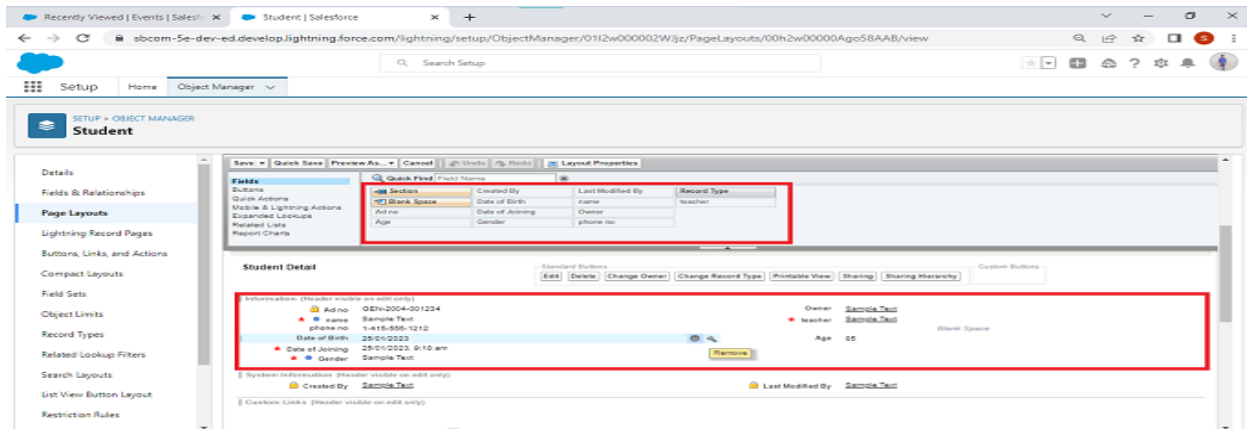 Recently Viewed | Events | Salesf
Student | Salesforce
sbcom-5e-dev-ed.develop.lightning.force.com/lightning/setup/ObjectManager/01I2w000002WJjz/PageLayouts/00h2w00000Ago58AAB/view
S
Search Setup
Setup Home Object Manager
SETUP > OBJECT MANAGER
Student
Details
Fields & Relationships
Page Layouts
Lightning Record Pages
Buttons, Links, and Actions
Compact Layouts
Field Sets
Object Limits
Record Types
Related Lookup Filters
Search Layouts
List View Button Layout
Restriction Rules
Save Quick Save Preview As... Cancel Undo Redo Layout Properties
Fields
Buttons
Quick Actions
Mobile & Lightning Actions
Expanded Lookups
Related Lists
Report Charts
Quick Find Field Name
Section Created By Last Modified By Record Type
Blank Space Date of Birth name teacher
Ad no Date of Joining Owner
Age Gender phone no
Student Detail
Standard Buttons
Edit Delete Change Owner Change Record Type Printable View Sharing Sharing Hierarchy
Custom Buttons
Information (Header visible on edit only)
Ad no GEN-2004-001234 Owner Sample Text
name Sample Text teacher Sample Text
phone no 1-415-555-1212 Blank Space
Date of Birth 25/01/2023 Age 85
Remove
Date of Joining 25/01/2023, 9:10 am
Gender Sample Text
System Information (Header visible on edit only)
Created By Sample Text Last Modified By Sample Text
Custom Links (Header visible on edit only)